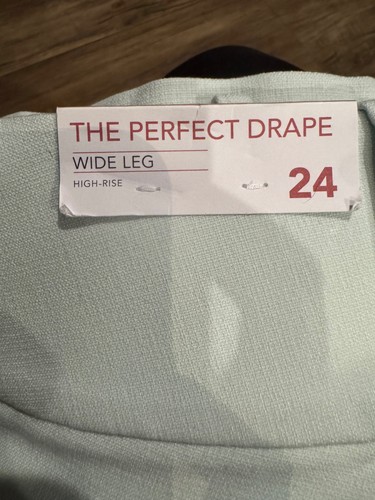 THE PERFECT DRAPE
WIDE LEG
HIGH-RISE
24